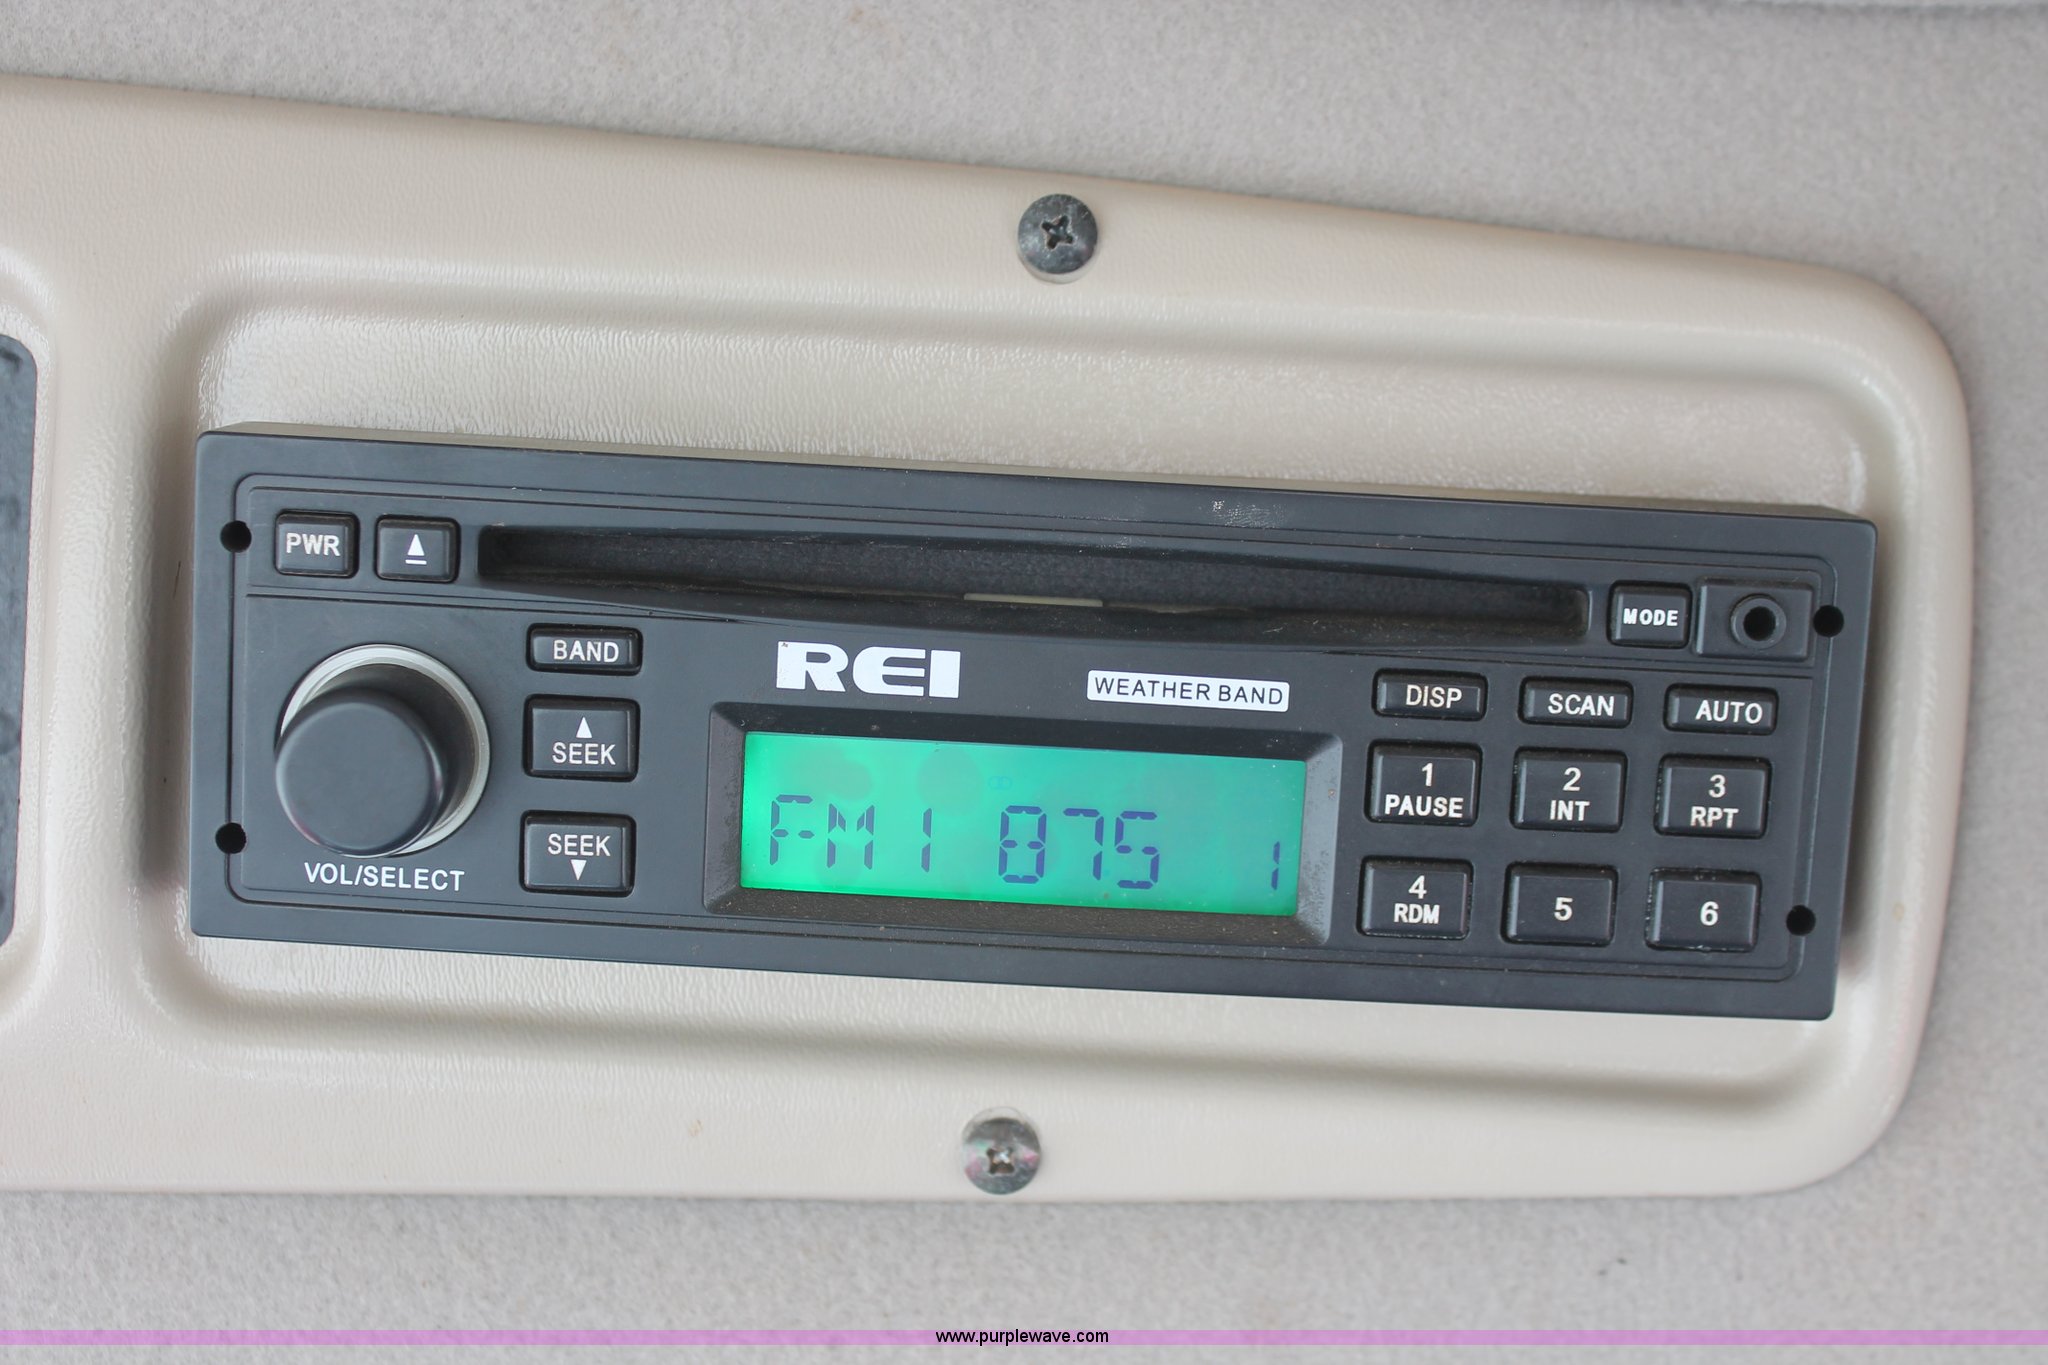 PWR
MODE
BAND
REI
WEATHER BAND
DISP
SCAN
AUTO
SEEK
1
PAUSE
2
INT
3
RPT
FM1 875 1
SEEK
VOL/SELECT
4
RDM
5
6
www.purplewave.com